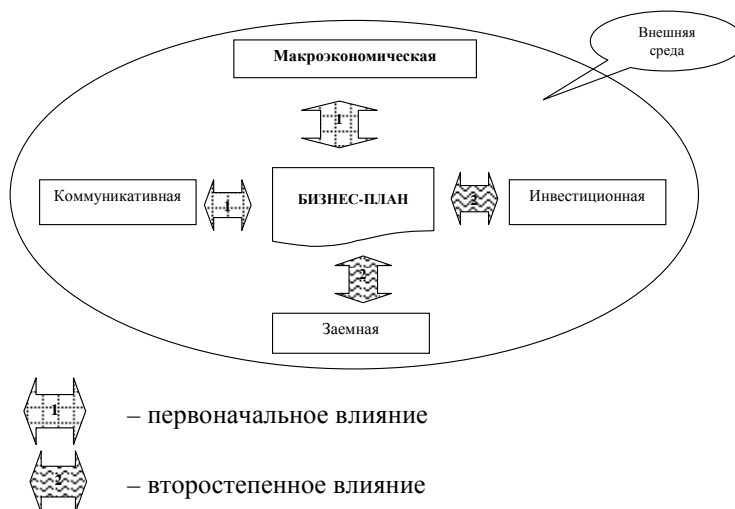 Внешняя
среда
Макроэкономическая
1
Коммуникативная
1
БИЗНЕС-ПЛАН
2
Инвестиционная
2
Заемная
1 – первоначальное влияние
2 – второстепенное влияние